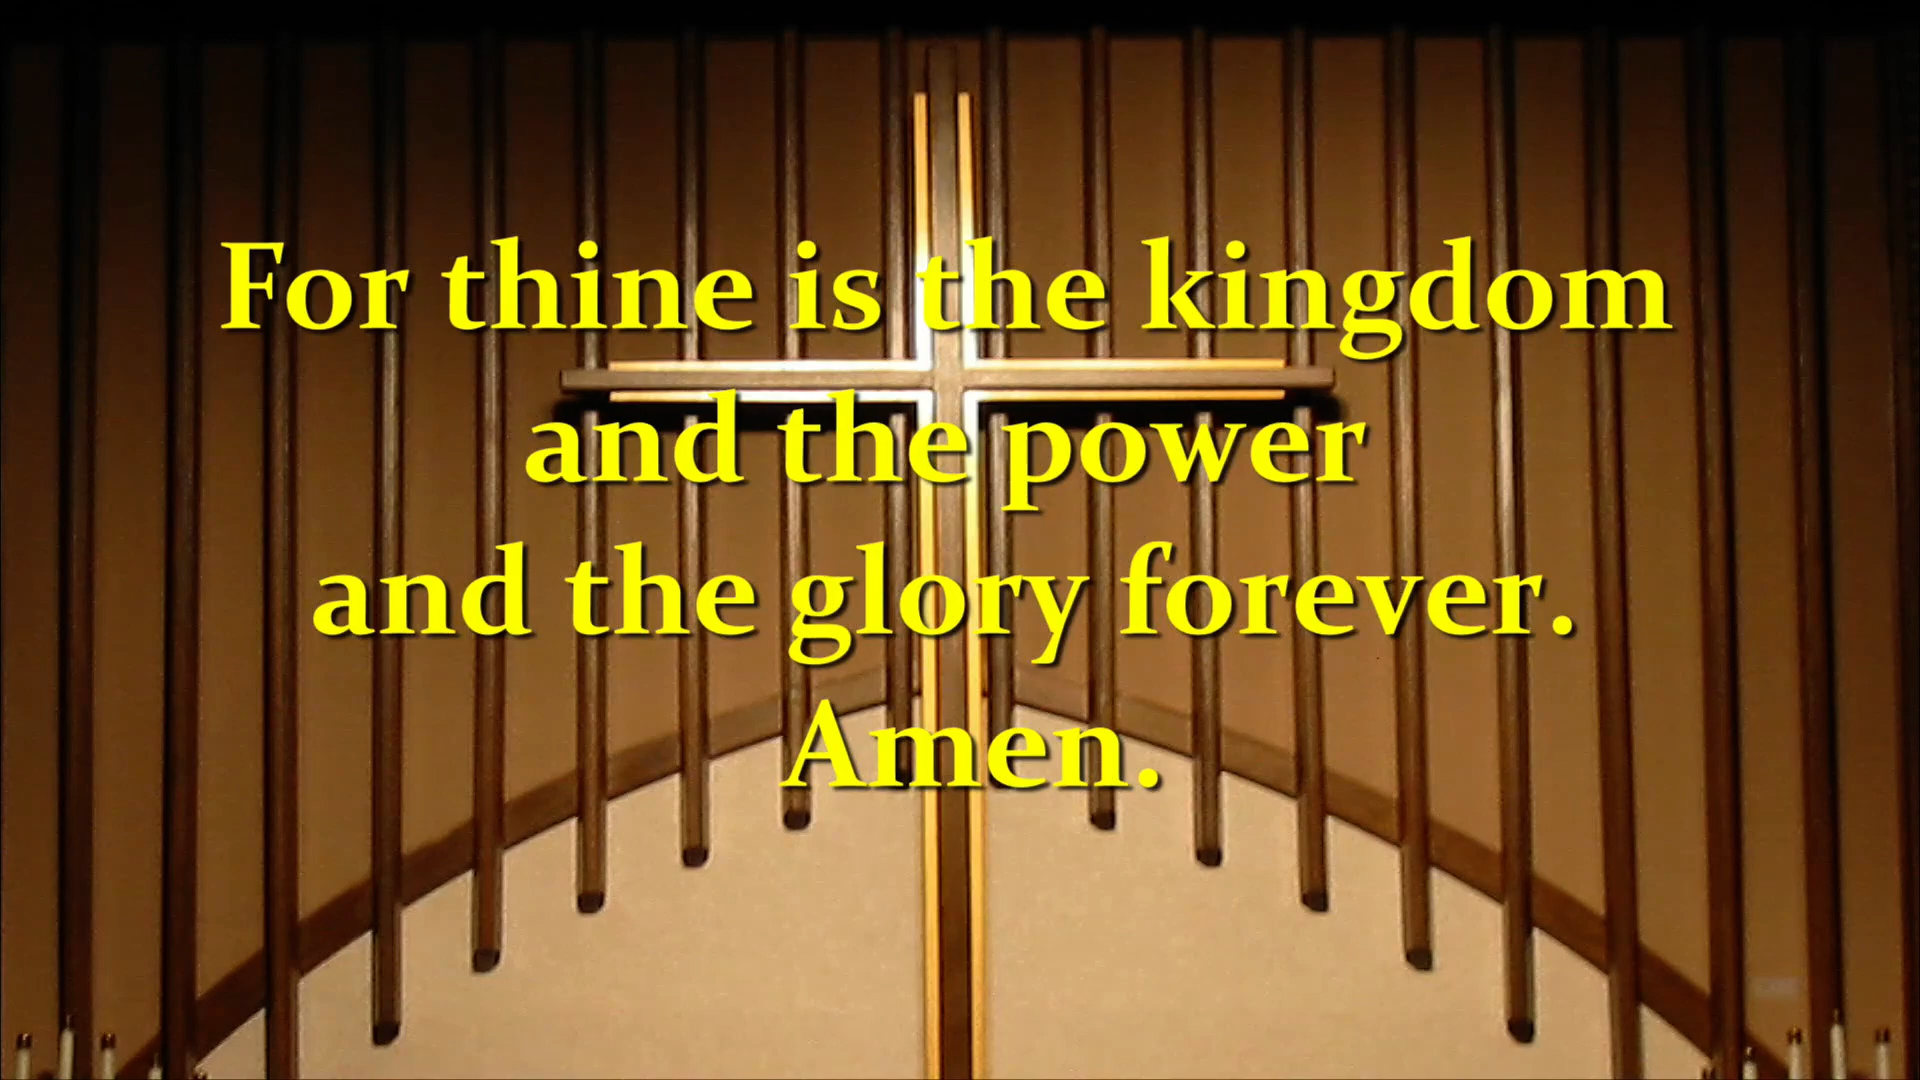 For thine is the kingdom
and the power
and the glory forever.
Amen.